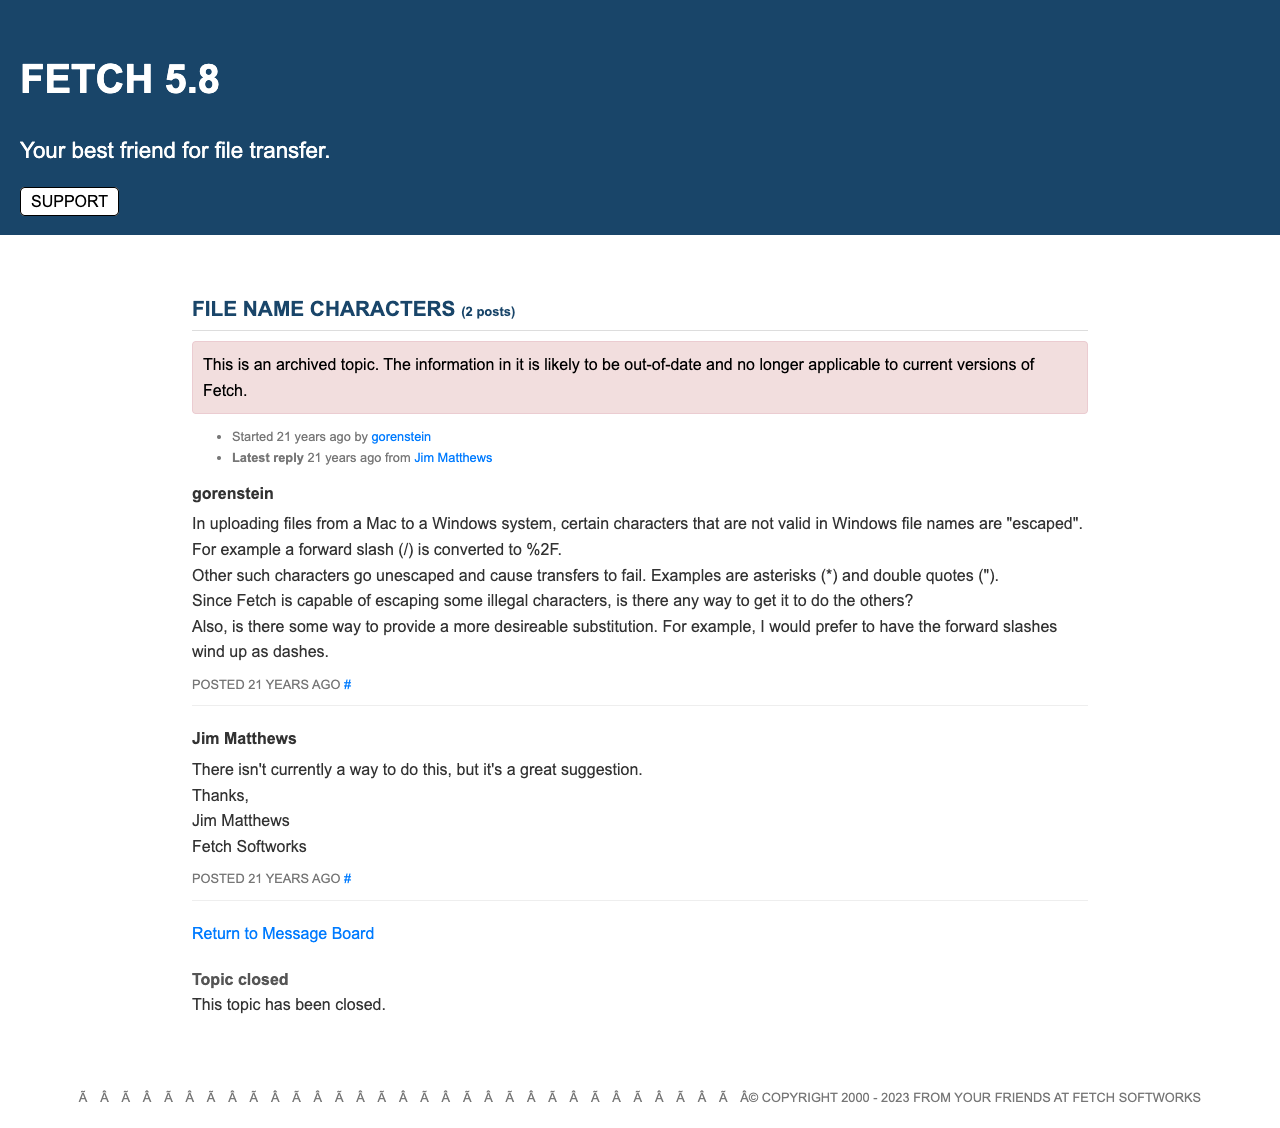 FETCH 5.8
Your best friend for file transfer.
SUPPORT
FILE NAME CHARACTERS (2 posts)
This is an archived topic. The information in it is likely to be out-of-date and no longer applicable to current versions of
Fetch.
• Started 21 years ago by gorenstein
• Latest reply 21 years ago from Jim Matthews
gorenstein
In uploading files from a Mac to a Windows system, certain characters that are not valid in Windows file names are "escaped".
For example a forward slash (/) is converted to %2F.
Other such characters go unescaped and cause transfers to fail. Examples are asterisks (*) and double quotes (").
Since Fetch is capable of escaping some illegal characters, is there any way to get it to do the others?
Also, is there some way to provide a more desireable substitution. For example, I would prefer to have the forward slashes
wind up as dashes.
POSTED 21 YEARS AGO #
Jim Matthews
There isn't currently a way to do this, but it's a great suggestion.
Thanks,
Jim Matthews
Fetch Softworks
POSTED 21 YEARS AGO #
Return to Message Board
Topic closed
This topic has been closed.
Ã Â Ã Â Ã Â Ã Â Ã Â Ã Â Ã Â Ã Â Ã Â Ã Â Ã Â Ã Â Ã Â Ã Â Ã Â Ã Â© COPYRIGHT 2000 - 2023 FROM YOUR FRIENDS AT FETCH SOFTWORKS